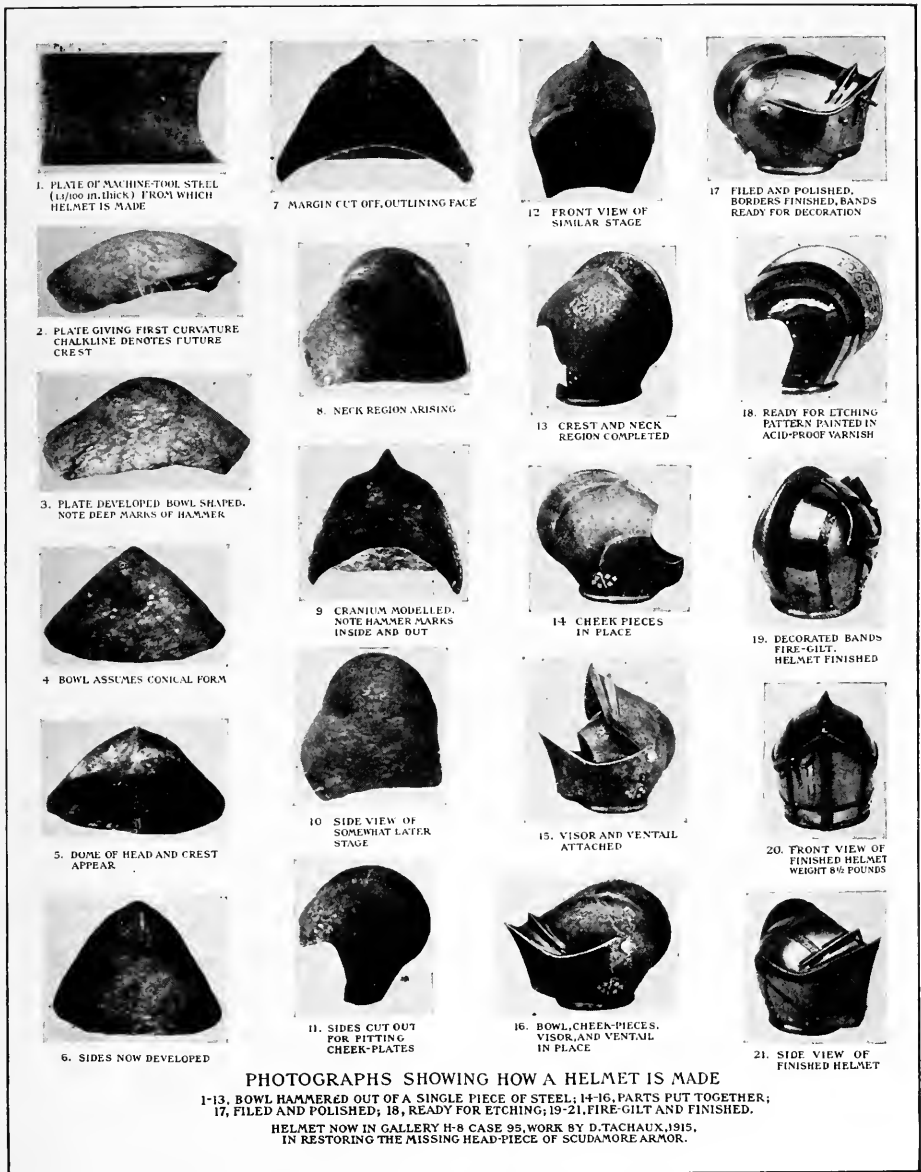 1. PLATE OF MACHINE-TOOL STEEL
(13/100 in. thick) FROM WHICH
HELMET IS MADE
2. PLATE GIVING FIRST CURVATURE
CHALKLINE DENOTES FUTURE
CREST
3. PLATE DEVELOPED BOWL SHAPED.
NOTE DEEP MARKS OF HAMMER
4 BOWL ASSUMES CONICAL FORM
5. DOME OF HEAD AND CREST
APPEAR
6. SIDES NOW DEVELOPED
7 MARGIN CUT OFF, OUTLINING FACE
8. NECK REGION ARISING
9 CRANIUM MODELLED.
NOTE HAMMER MARKS
INSIDE AND OUT
10 SIDE VIEW OF
SOMEWHAT LATER
STAGE
11. SIDES CUT OUT
FOR FITTING
CHEEK-PLATES
12 FRONT VIEW OF
SIMILAR STAGE
13 CREST AND NECK
REGION COMPLETED
14 CHEEK PIECES
IN PLACE
15. VISOR AND VENTAIL
ATTACHED
16. BOWL, CHEEK-PIECES,
VISOR, AND VENTAIL
IN PLACE
17 FILED AND POLISHED,
BORDERS FINISHED, BANDS
READY FOR DECORATION
18. READY FOR ETCHING
PATTERN PAINTED IN
ACID-PROOF VARNISH
19. DECORATED BANDS
FIRE-GILT.
HELMET FINISHED
20. FRONT VIEW OF
FINISHED HELMET
WEIGHT 8½ POUNDS
21. SIDE VIEW OF
FINISHED HELMET
PHOTOGRAPHS SHOWING HOW A HELMET IS MADE
1-13, BOWL HAMMERED OUT OF A SINGLE PIECE OF STEEL; 14-16, PARTS PUT TOGETHER;
17, FILED AND POLISHED; 18, READY FOR ETCHING; 19-21, FIRE-GILT AND FINISHED.
HELMET NOW IN GALLERY H-8 CASE 95, WORK BY D. TACHAUX, 1915,
IN RESTORING THE MISSING HEAD-PIECE OF SCUDAMORE ARMOR.